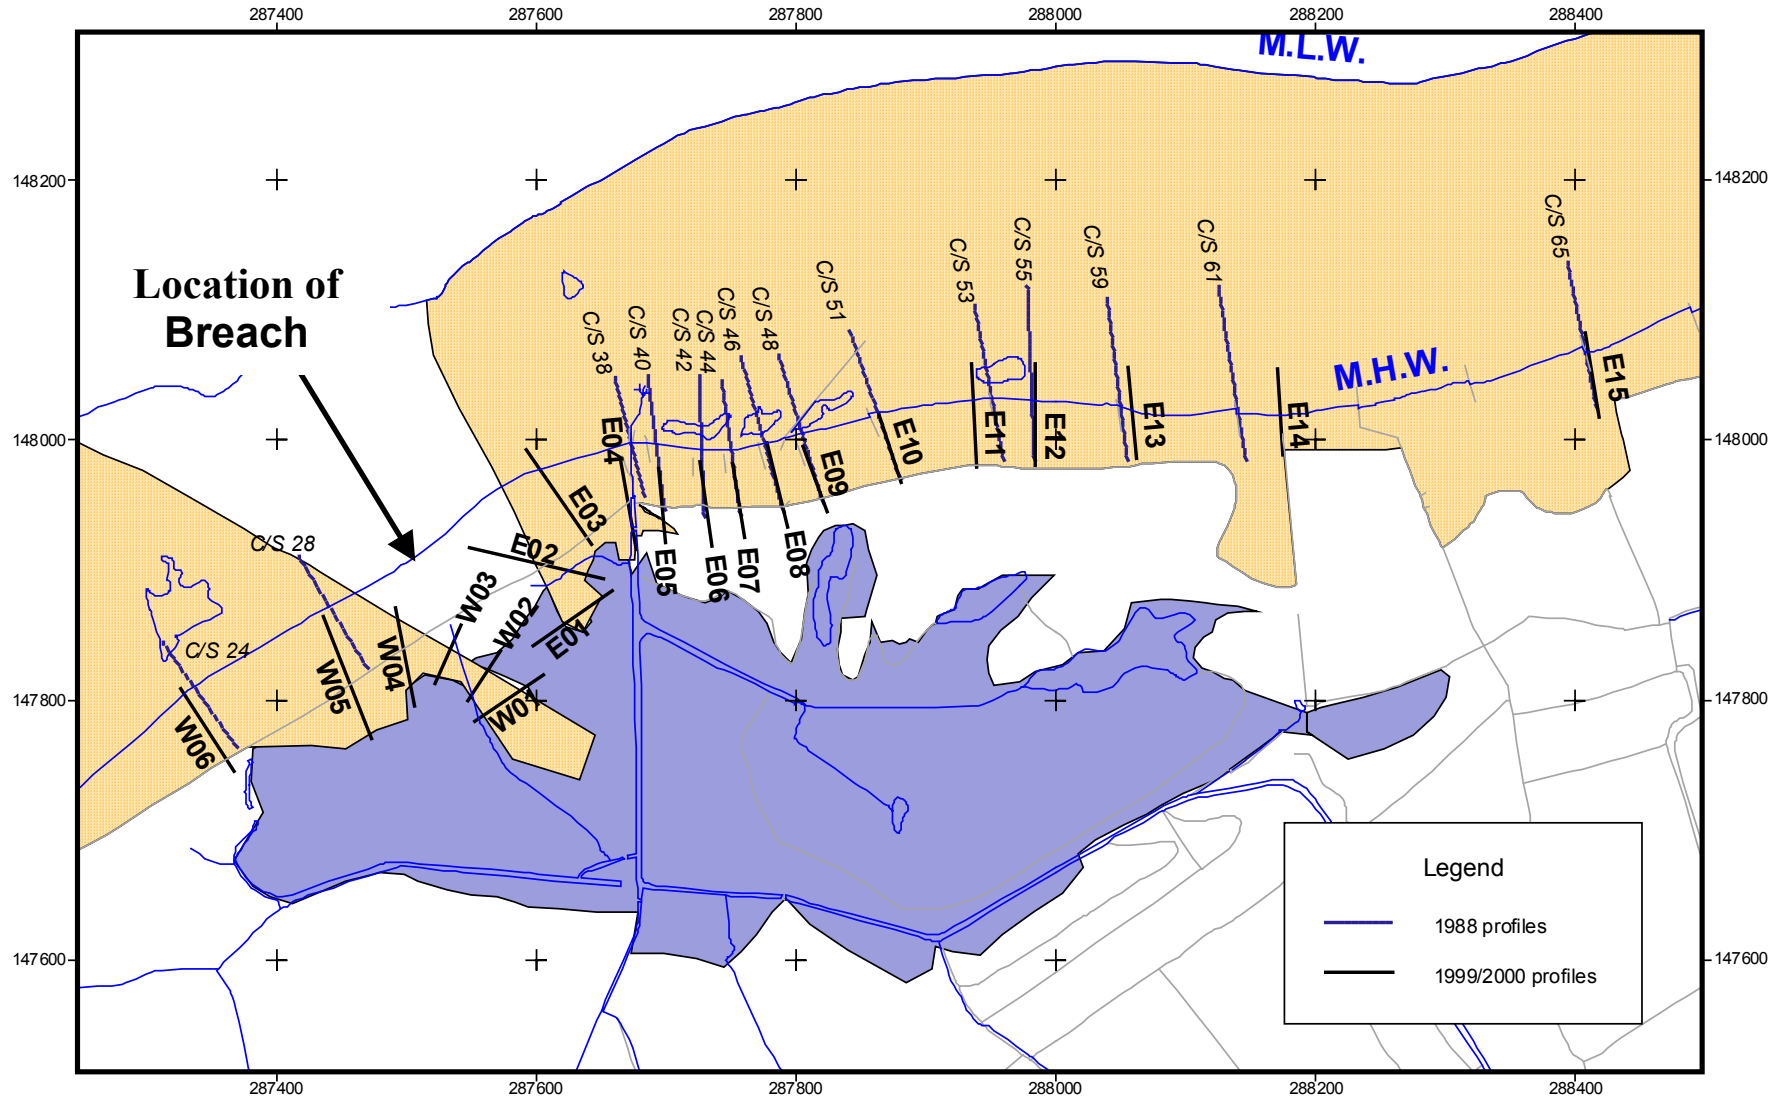 287400 287600 287800 288000 288200 288400
M.L.W.
148200 148200
C/S 65
C/S 53
C/S 55
C/S 59
C/S 61
Location of
Breach
C/S 51
C/S 38
C/S 40
C/S 42
C/S 44
C/S 46
C/S 48
M.H.W.
E15
148000 148000
E04
E09
E10
E11
E12
E13
E14
E03
E02
C/S 28
E05
E06
E07
E08
W03
W02
E01
C/S 24
W04
W05
W06
W01
147800 147800
Legend
1988 profiles
1999/2000 profiles
147600 147600
287400 287600 287800 288000 288200 288400